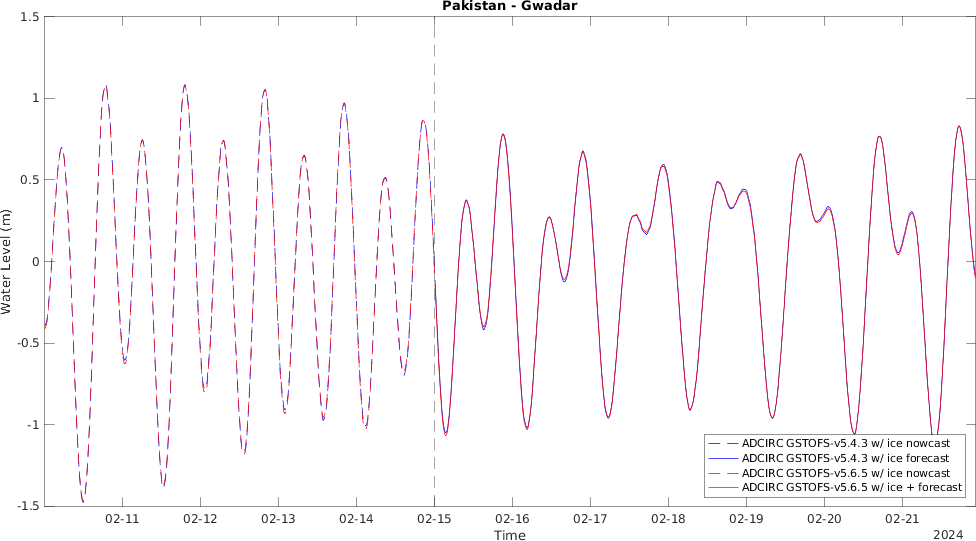 Pakistan - Gwadar
1.5
1
0.5
0
-0.5
-1
-1.5
Water Level (m)
02-11 02-12 02-13 02-14 02-15 02-16 02-17 02-18 02-19 02-20 02-21
Time
2024
ADCIRC GSTOFS-v5.4.3 w/ ice nowcast
ADCIRC GSTOFS-v5.4.3 w/ ice forecast
ADCIRC GSTOFS-v5.6.5 w/ ice nowcast
ADCIRC GSTOFS-v5.6.5 w/ ice + forecast